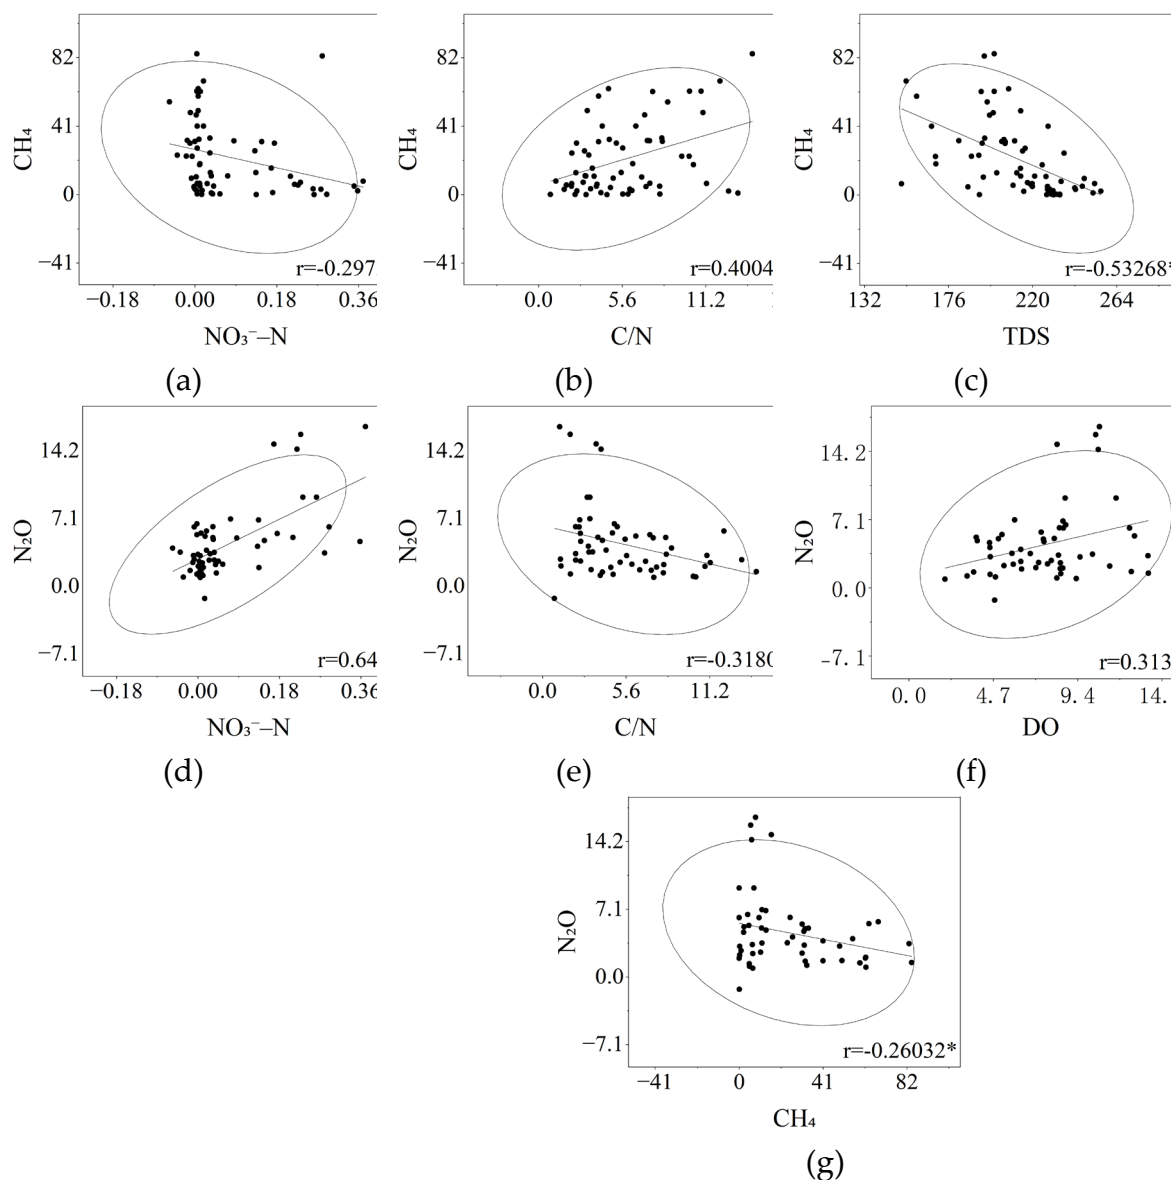 82
41
0
−41
CH₄
r=-0.297
−0.18 0.00 0.18 0.36
NO₃⁻–N
(a)
82
41
0
−41
CH₄
r=0.4004
0.0 5.6 11.2
C/N
(b)
82
41
0
−41
CH₄
r=-0.53268*
132 176 220 264
TDS
(c)
14.2
7.1
0.0
−7.1
N₂O
r=0.64
−0.18 0.00 0.18 0.36
NO₃⁻–N
(d)
14.2
7.1
0.0
−7.1
N₂O
r=-0.3180
0.0 5.6 11.2
C/N
(e)
14.2
7.1
0.0
-7.1
N₂O
r=0.313
0.0 4.7 9.4 14.
DO
(f)
14.2
7.1
0.0
−7.1
N₂O
r=-0.26032*
−41 0 41 82
CH₄
(g)